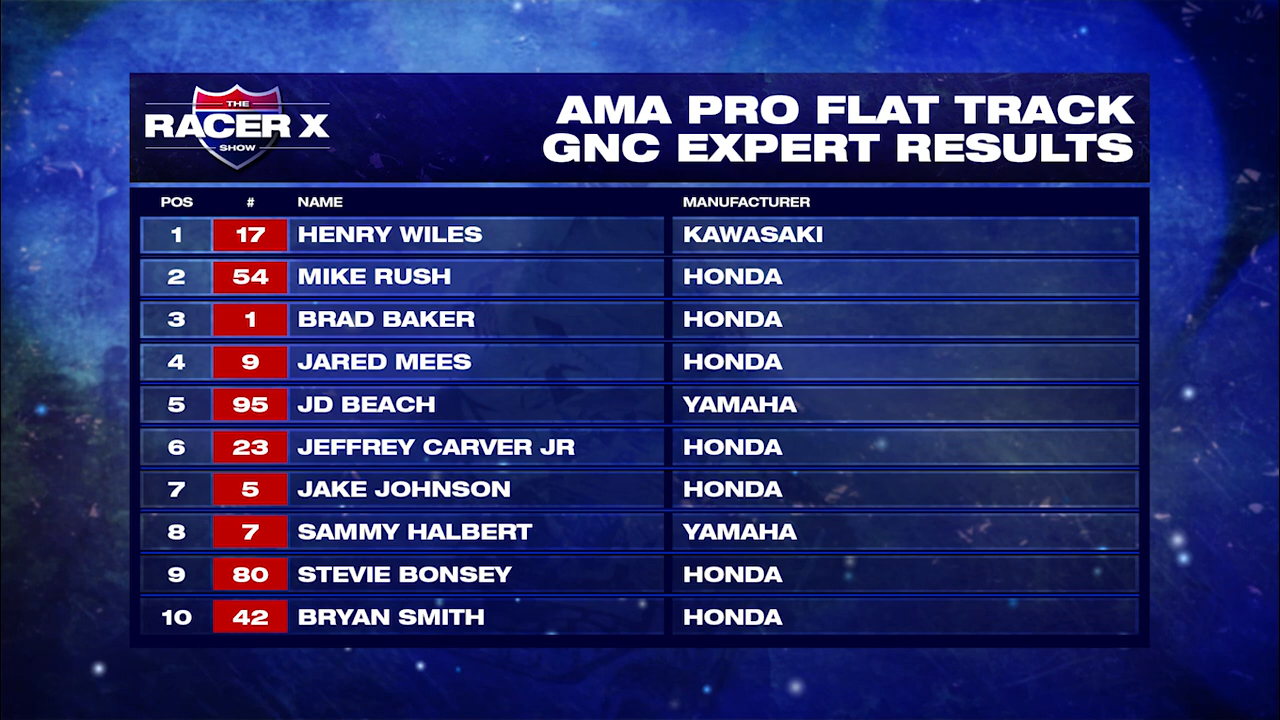 THE
RACER X
SHOW
AMA PRO FLAT TRACK
GNC EXPERT RESULTS
POS # NAME MANUFACTURER
1 17 HENRY WILES KAWASAKI
2 54 MIKE RUSH HONDA
3 1 BRAD BAKER HONDA
4 9 JARED MEES HONDA
5 95 JD BEACH YAMAHA
6 23 JEFFREY CARVER JR HONDA
7 5 JAKE JOHNSON HONDA
8 7 SAMMY HALBERT YAMAHA
9 80 STEVIE BONSEY HONDA
10 42 BRYAN SMITH HONDA